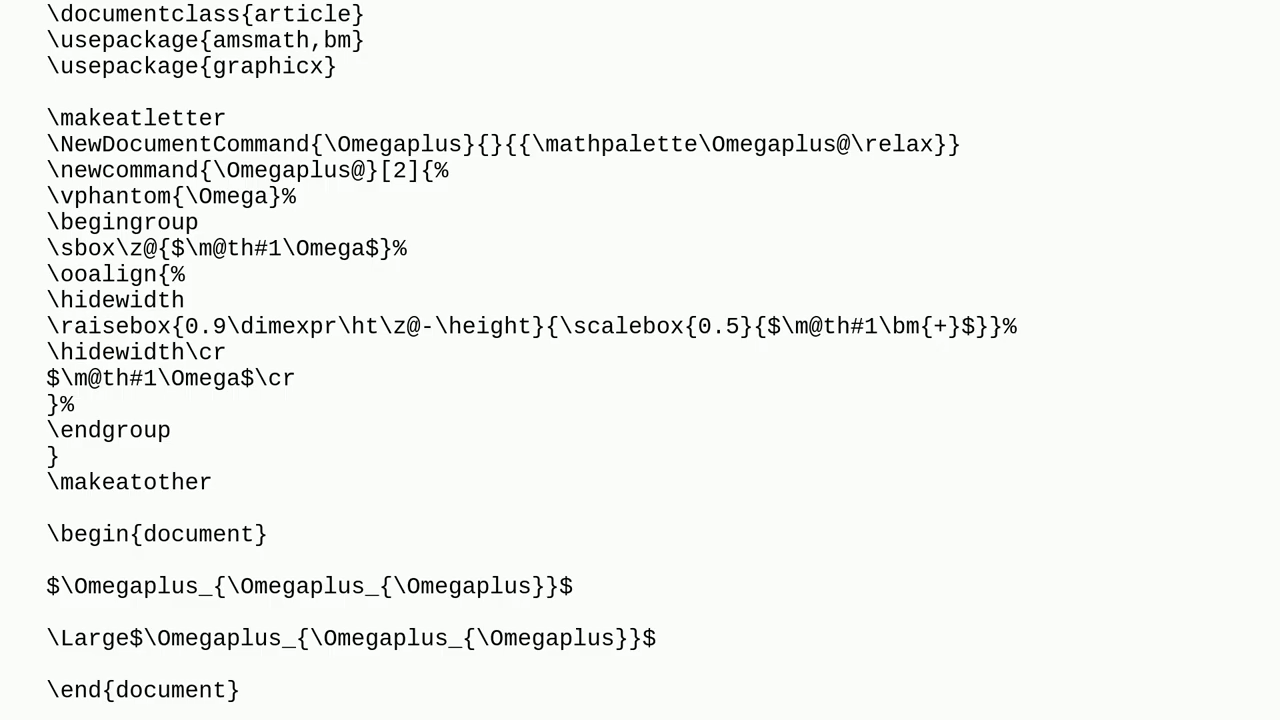 \documentclass{article}
\usepackage{amsmath,bm}
\usepackage{graphicx}

\makeatletter
\NewDocumentCommand{\Omegaplus}{}{{\mathpalette\Omegaplus@\relax}}
\newcommand{\Omegaplus@}[2]{%
\vphantom{\Omega}%
\begingroup
\sbox\z@{$\m@th#1\Omega$}%
\ooalign{%
\hidewidth
\raisebox{0.9\dimexpr\ht\z@-\height}{\scalebox{0.5}{$\m@th#1\bm{+}$}}%
\hidewidth\cr
$\m@th#1\Omega$\cr
}%
\endgroup
}
\makeatother

\begin{document}

$\Omegaplus_{\Omegaplus_{\Omegaplus}}$

\Large$\Omegaplus_{\Omegaplus_{\Omegaplus}}$

\end{document}